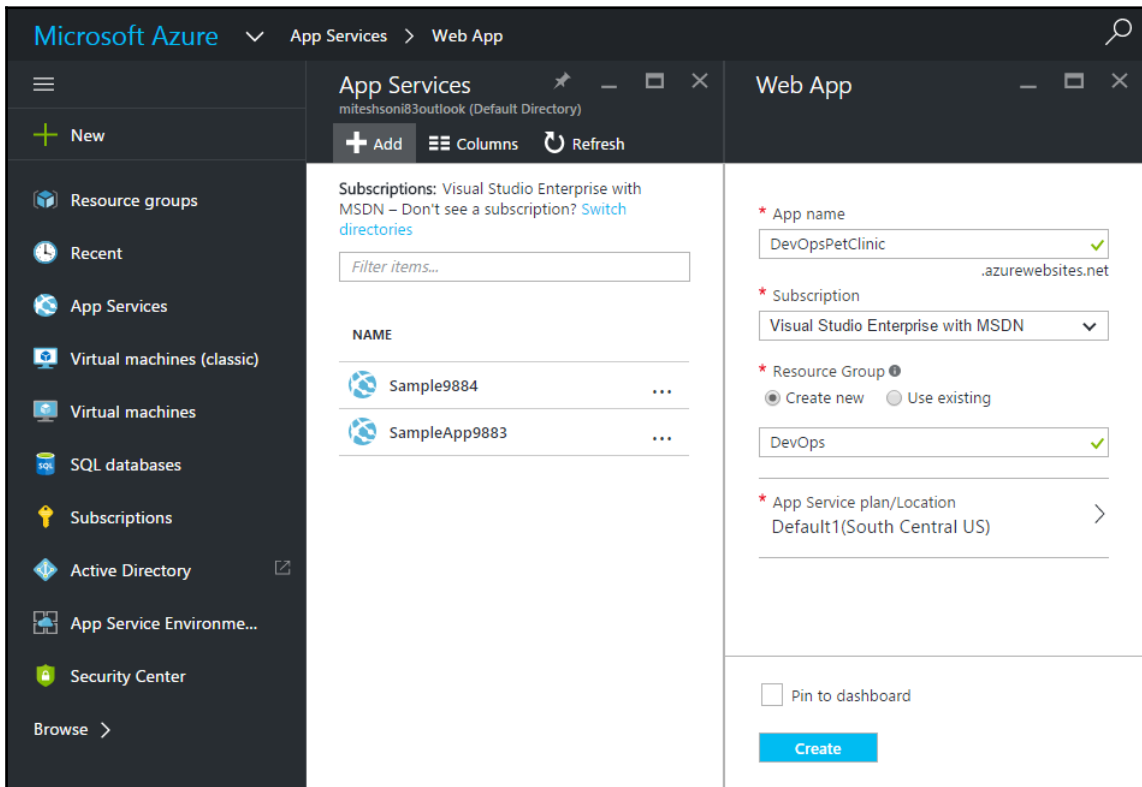 Microsoft Azure App Services > Web App
New
Resource groups
Recent
App Services
Virtual machines (classic)
Virtual machines
SQL databases
Subscriptions
Active Directory
App Service Environme...
Security Center
Browse >
App Services
miteshsoni83outlook (Default Directory)
Add Columns Refresh
Subscriptions: Visual Studio Enterprise with
MSDN – Don't see a subscription? Switch
directories
Filter items...
NAME
Sample9884 ...
SampleApp9883 ...
Web App
* App name
DevOpsPetClinic
.azurewebsites.net
* Subscription
Visual Studio Enterprise with MSDN
* Resource Group
Create new Use existing
DevOps
* App Service plan/Location
Default1(South Central US)
Pin to dashboard
Create